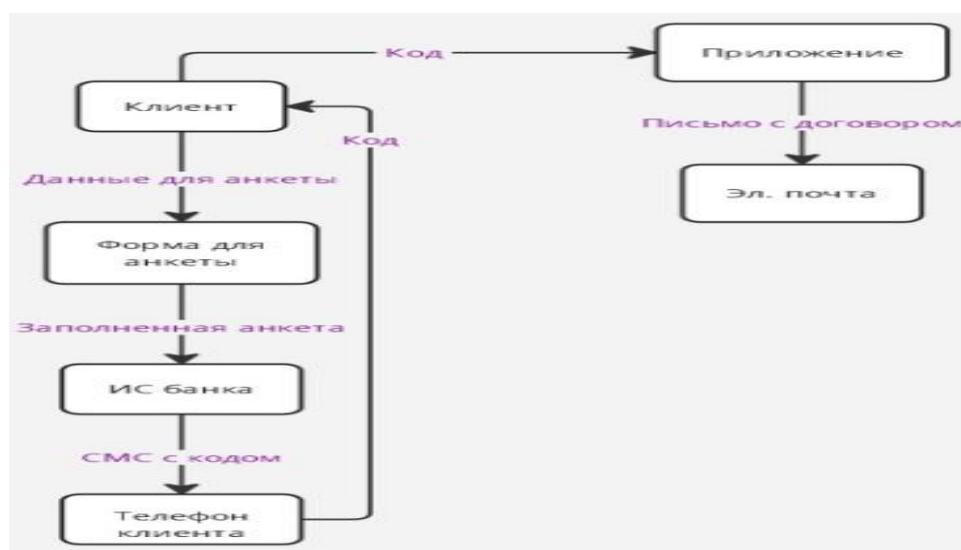 Код
Приложение
Клиент
Письмо с договором
Код
Данные для анкеты
Эл. почта
Форма для
анкеты
Заполненная анкета
ИС банка
СМС с кодом
Телефон
клиента